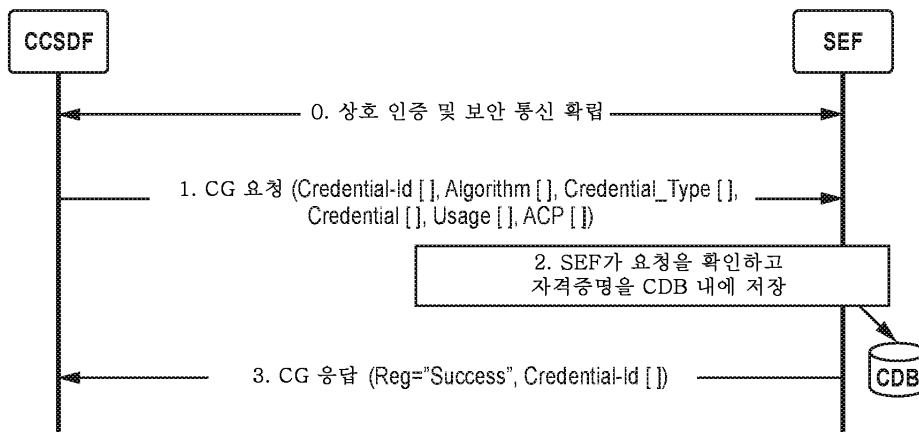 CCSDF
SEF
0. 상호 인증 및 보안 통신 확립
1. CG 요청 (Credential-Id [ ], Algorithm [ ], Credential_Type [ ],
Credential [ ], Usage [ ], ACP [ ])
2. SEF가 요청을 확인하고
자격증명을 CDB 내에 저장
CDB
3. CG 응답 (Reg="Success", Credential-Id [ ])